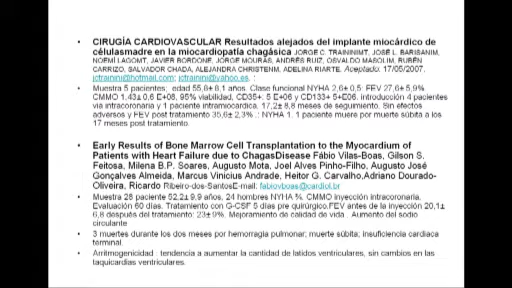 • CIRUGÍA CARDIOVASCULAR Resultados alejados del implante miocárdico de
célulasmadre en la miocardiopatía chagásica JORGE C. TRAININIMT, JOSÉ L. BARISANIM,
NOEMÍ LAGOMT, JAVIER BORDONE, JORGE MOURAS, ANDRÉS RUIZ, OSVALDO MASOLIM, RUBÉN
CARRIZO, SALVADOR CHADA, ALEJANDRA CHRISTENM, ADELINA RIARTE. Aceptado: 17/05/2007.
jctrainini@hotmail.com; jctrainini@yahoo.es. :
• Muestra 5 pacientes; edad 55,8± 8,1 años. Clase funcional NYHA 2,6± 0,5: FEV 27,6± 5,9%
CMMO 1,43± 0,6 E+08, 95% viabilidad, CD35+. 5 E+06 y CD133+ 5+E06. introducción 4 pacientes
vía intracoronaria y 1 paciente intramiocárdica. 17,2± 8,8 meses de seguimiento. Sin efectos
adversos y FEV post tratamiento 35,6± 2,3% .: NYHA 1. 1 paciente muere por muerte súbita a los
17 meses post tratamiento.
• Early Results of Bone Marrow Cell Transplantation to the Myocardium of
Patients with Heart Failure due to ChagasDisease Fábio Vilas-Boas, Gilson S.
Feitosa, Milena B.P. Soares, Augusto Mota, Joel Alves Pinho-Filho, Augusto José
Gonçalves Almeida, Marcus Vinicius Andrade, Heitor G. Carvalho,Adriano Dourado-
Oliveira, Ricardo Ribeiro-dos-SantosE-mail: fabiovboas@cardiol.br
• Muestra 28 paciente 52,2± 9,9 años, 24 hombres NYHA ¾. CMMO inyección Intracoronaria.
Evaluación 60 días. Tratamiento con G-CSF 5 días pre quirúrgico.FEV antes de la inyección 20,1±
6,8 después del tratamiento: 23± 9%. Mejoramiento de calidad de vida . Aumento del sodio
circulante
• 3 muertes durante los dos meses por hemorragia pulmonar; muerte súbita; insuficiencia cardiaca
terminal.
• Arritmogenicidad : tendencia a aumentar la cantidad de latidos ventriculares, sin cambios en las
taquicardias ventriculares.